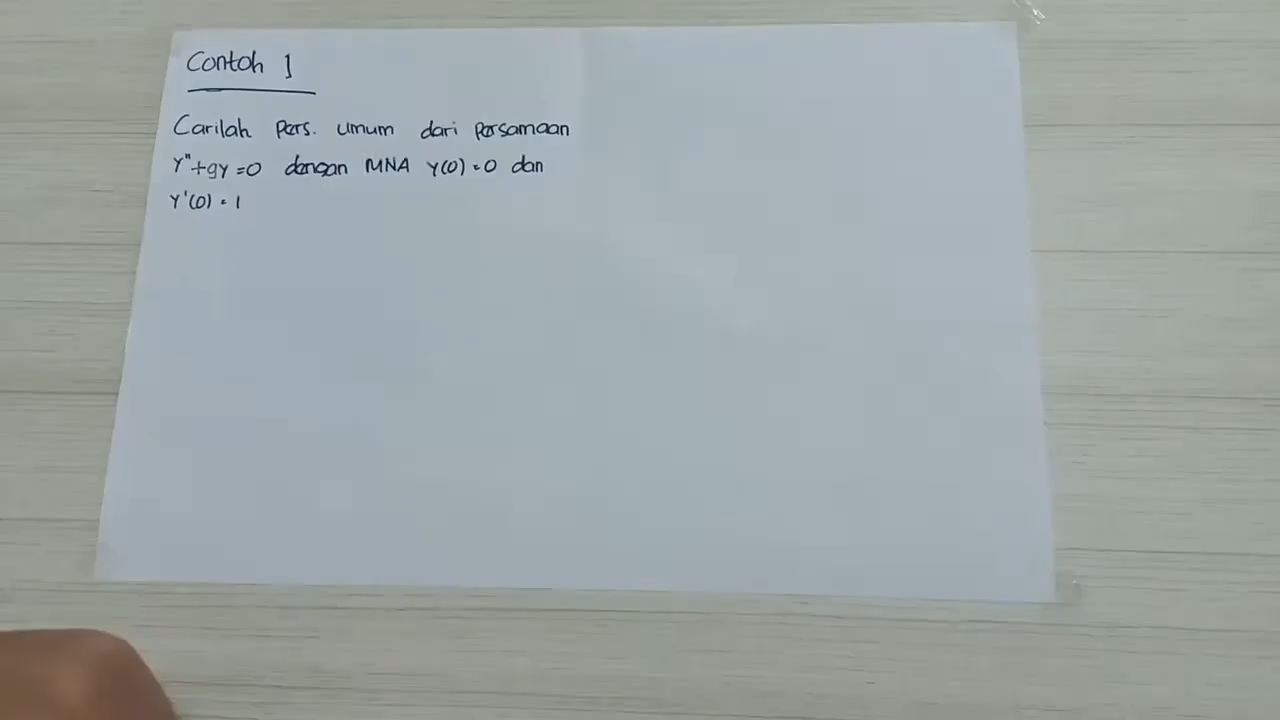 Contoh 1
Carilah Pers. Umum dari Persamaan
y"+9y=0 dengan MNA y(0)=0 dan
y'(0)=1